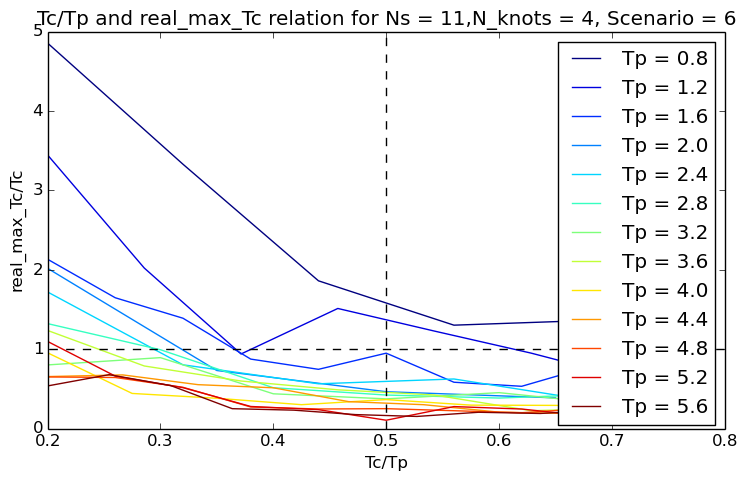 Tc/Tp and real_max_Tc relation for Ns = 11,N_knots = 4, Scenario = 6
5
4
3
2
1
0
real_max_Tc/Tc
0.2 0.3 0.4 0.5 0.6 0.7 0.8
Tc/Tp
Tp = 0.8
Tp = 1.2
Tp = 1.6
Tp = 2.0
Tp = 2.4
Tp = 2.8
Tp = 3.2
Tp = 3.6
Tp = 4.0
Tp = 4.4
Tp = 4.8
Tp = 5.2
Tp = 5.6